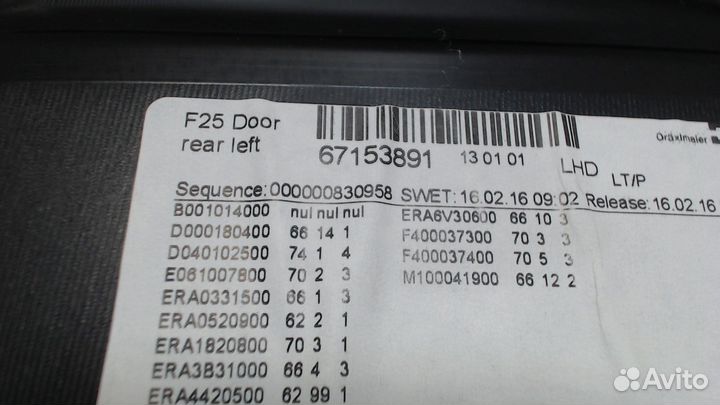 F25 Door
rear left
67153891
13 01 01
LHD
LT/P
Dräxlmaier
Sequence:000000830958 SWET:16.02.16 09:02 Release:16.02.16
B001014000 nul nul nul
D000180400 66 14 1
D040102500 74 1 4
E061007800 70 2 3
ERA0331500 66 1 3
ERA0520900 62 2 1
ERA1820800 70 3 1
ERA3B31000 66 4 3
ERA4420500 62 99 1
ERA6V30600 66 10 3
F400037300 70 3 3
F400037400 70 5 3
M100041900 66 12 2
Avito